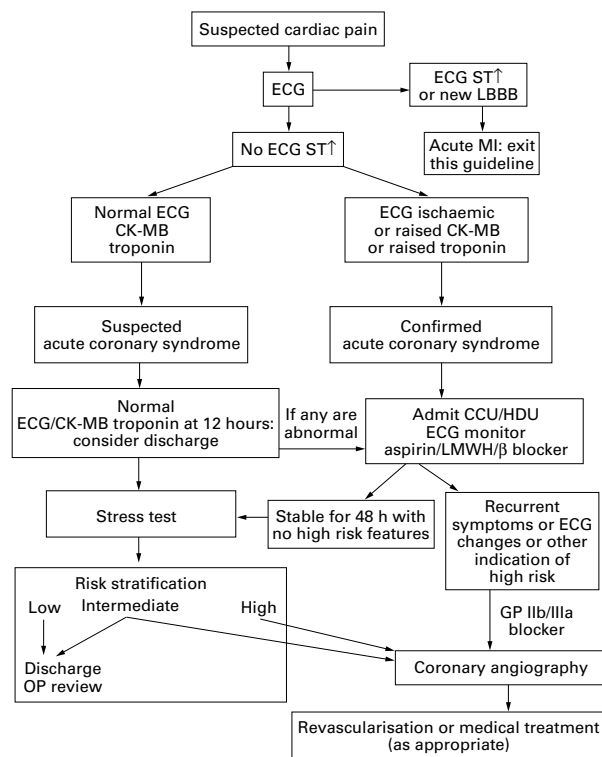 Suspected cardiac pain
ECG
ECG ST↑
or new LBBB
No ECG ST↑
Acute MI: exit
this guideline
Normal ECG
CK-MB
troponin
ECG ischaemic
or raised CK-MB
or raised troponin
Suspected
acute coronary syndrome
Confirmed
acute coronary syndrome
Normal
ECG/CK-MB troponin at 12 hours:
consider discharge
If any are
abnormal
Admit CCU/HDU
ECG monitor
aspirin/LMWH/β blocker
Stress test
Stable for 48 h with
no high risk features
Recurrent
symptoms or ECG
changes or other
indication of
high risk
Risk stratification
Low
Intermediate
High
Discharge
OP review
GP IIb/IIIa
blocker
Coronary angiography
Revascularisation or medical treatment
(as appropriate)